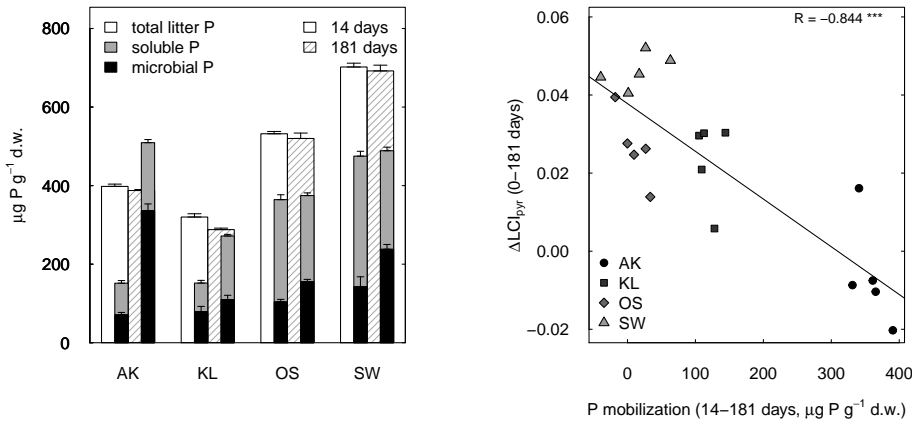 total litter P
soluble P
microbial P
14 days
181 days
800
600
400
200
0
µg P g⁻¹ d.w.
AK KL OS SW
R = −0.844 ***
0.06
0.04
0.02
0.00
−0.02
ΔLCIpyr (0−181 days)
AK
KL
OS
SW
0 100 200 300 400
P mobilization (14−181 days, µg P g⁻¹ d.w.)